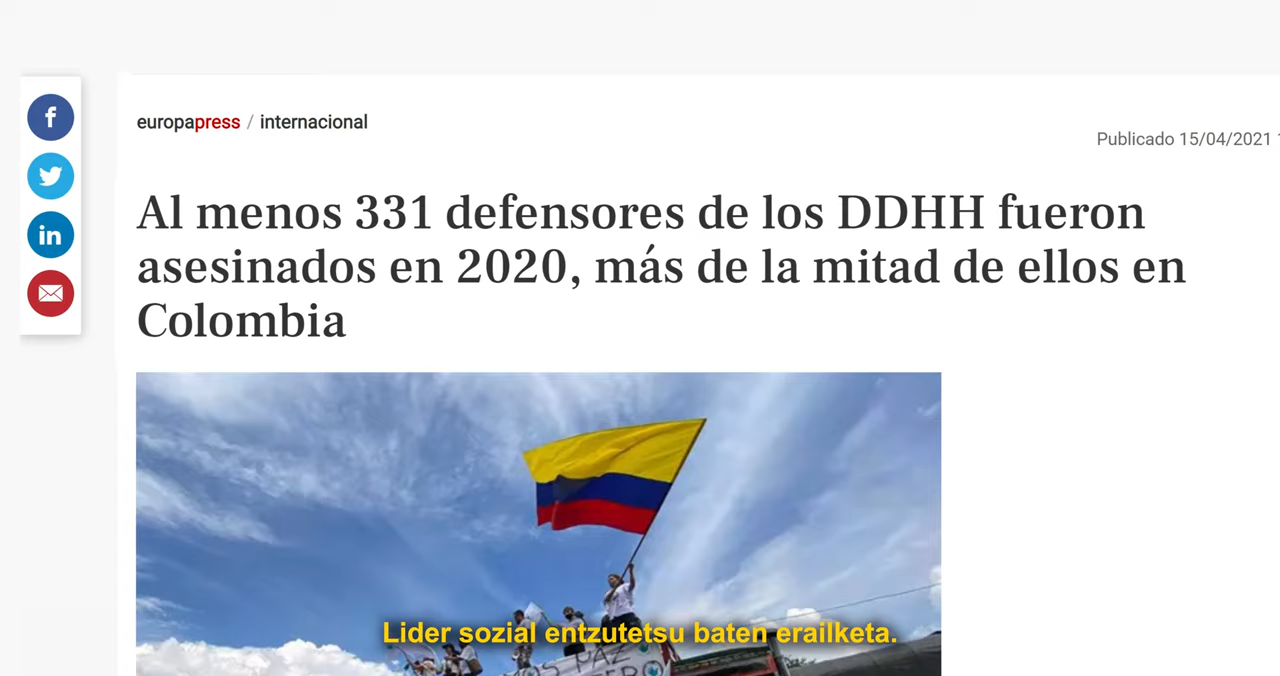 europapress / internacional
Publicado 15/04/2021
Al menos 331 defensores de los DDHH fueron
asesinados en 2020, más de la mitad de ellos en
Colombia
Lider sozial entzutetsu baten erailketa.
PAZ